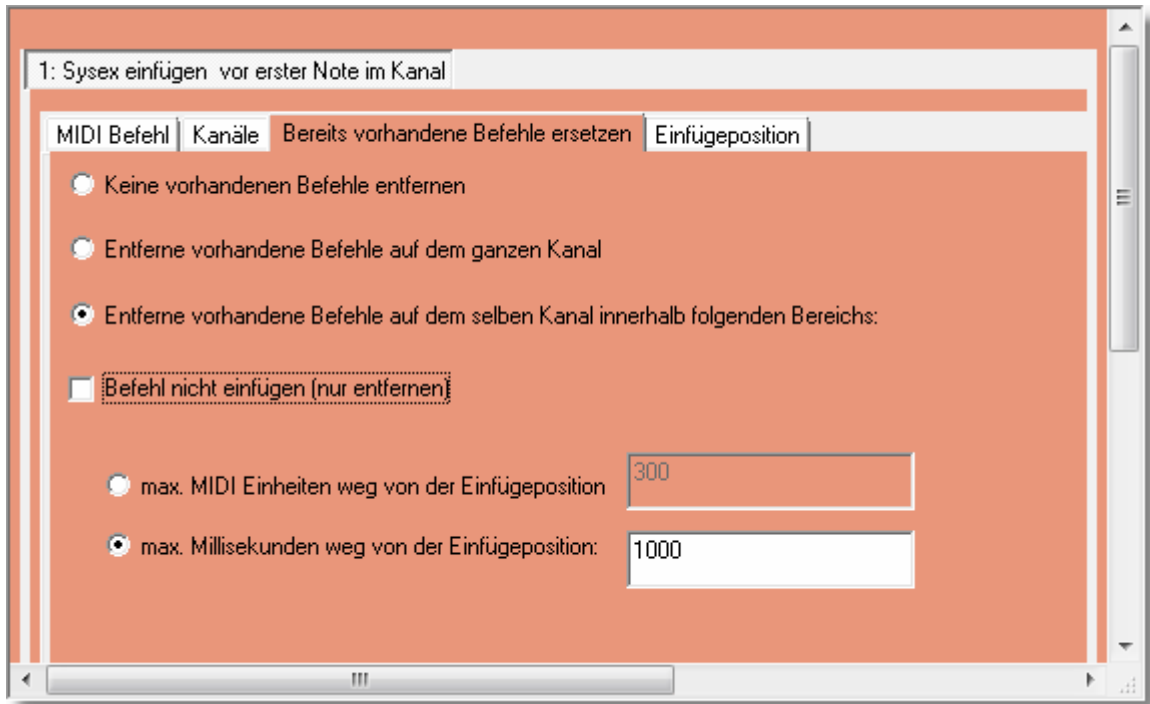 1: Sysex einfügen  vor erster Note im Kanal
MIDI Befehl Kanäle Bereits vorhandene Befehle ersetzen Einfügeposition
Keine vorhandenen Befehle entfernen
Entferne vorhandene Befehle auf dem ganzen Kanal
Entferne vorhandene Befehle auf dem selben Kanal innerhalb folgenden Bereichs:
Befehl nicht einfügen (nur entfernen)
max. MIDI Einheiten weg von der Einfügeposition 300
max. Millisekunden weg von der Einfügeposition: 1000